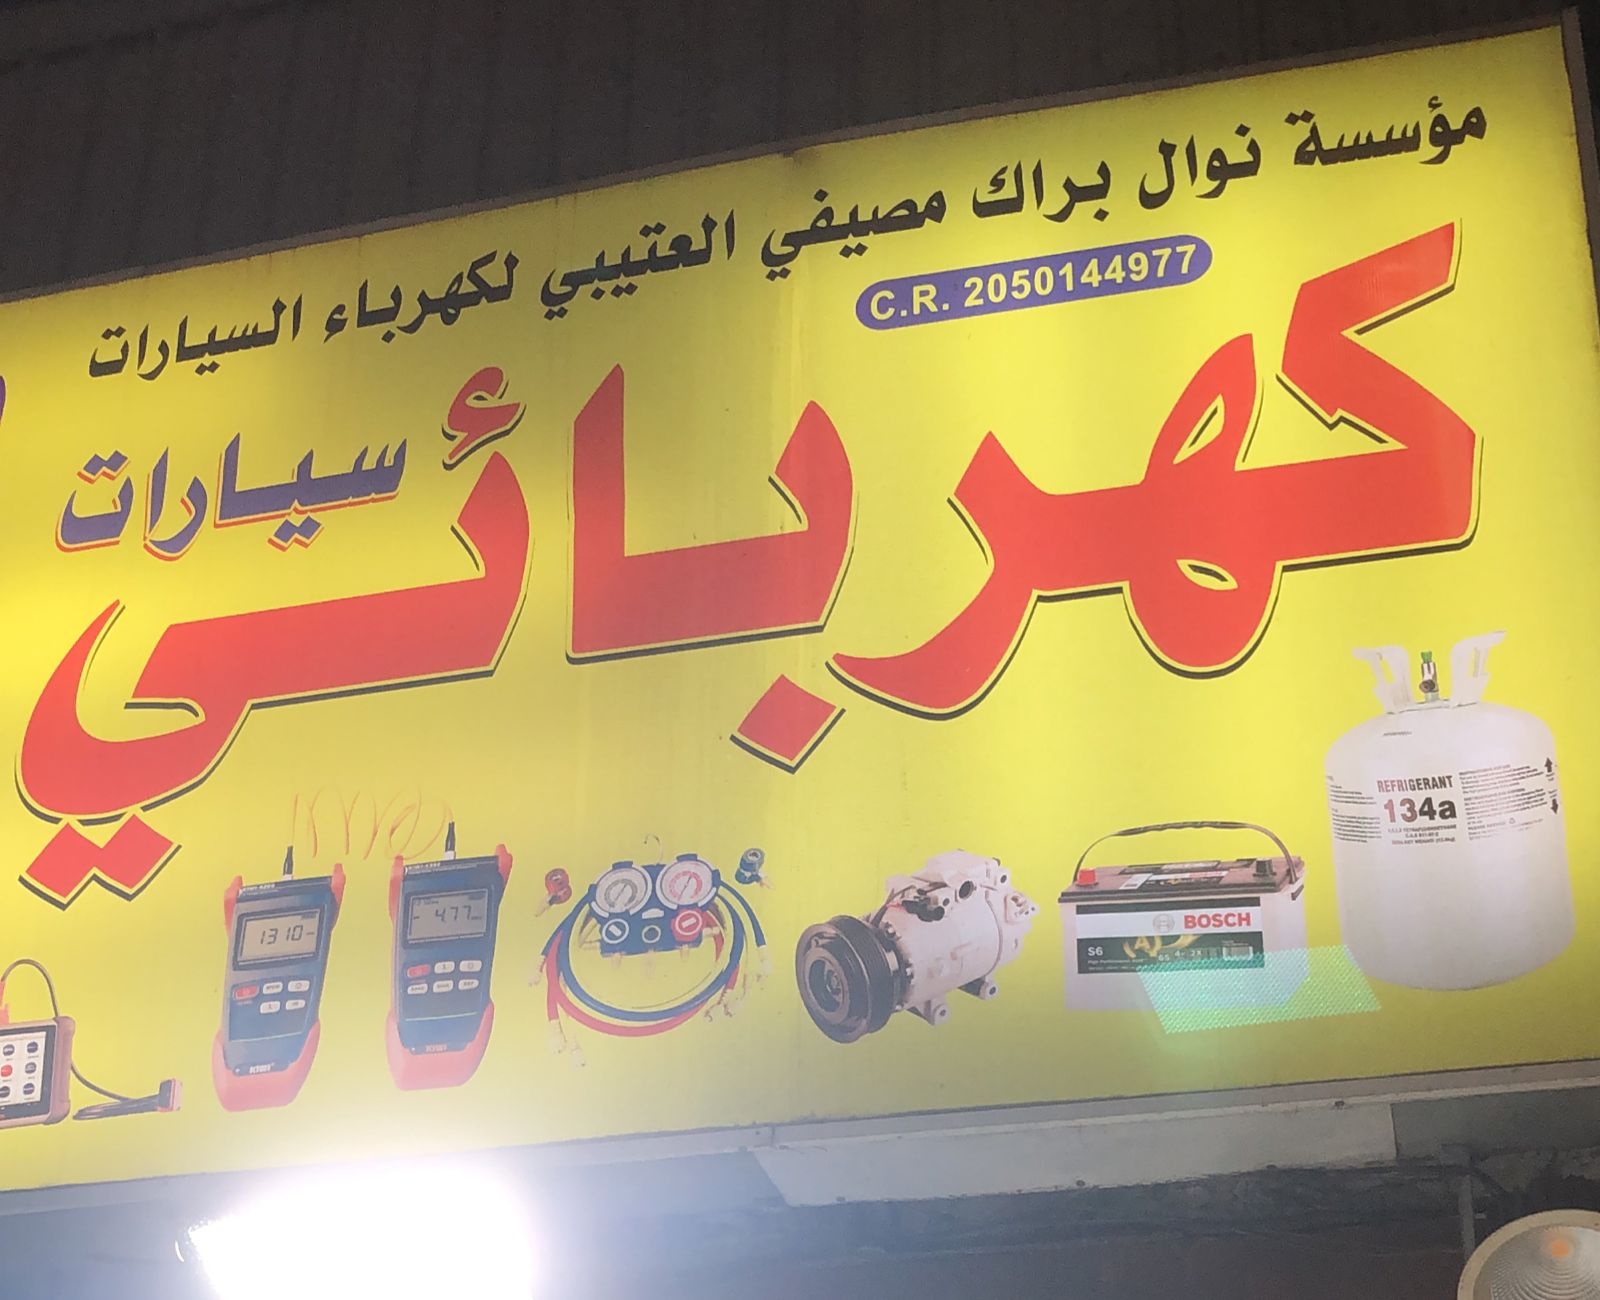 مؤسسة نوال براك مصيفي العتيبي لكهرباء السيارات
C.R. 2050144977
كهربائي
سيارات
REFRIGERANT
134a
BOSCH
S6
1310
477